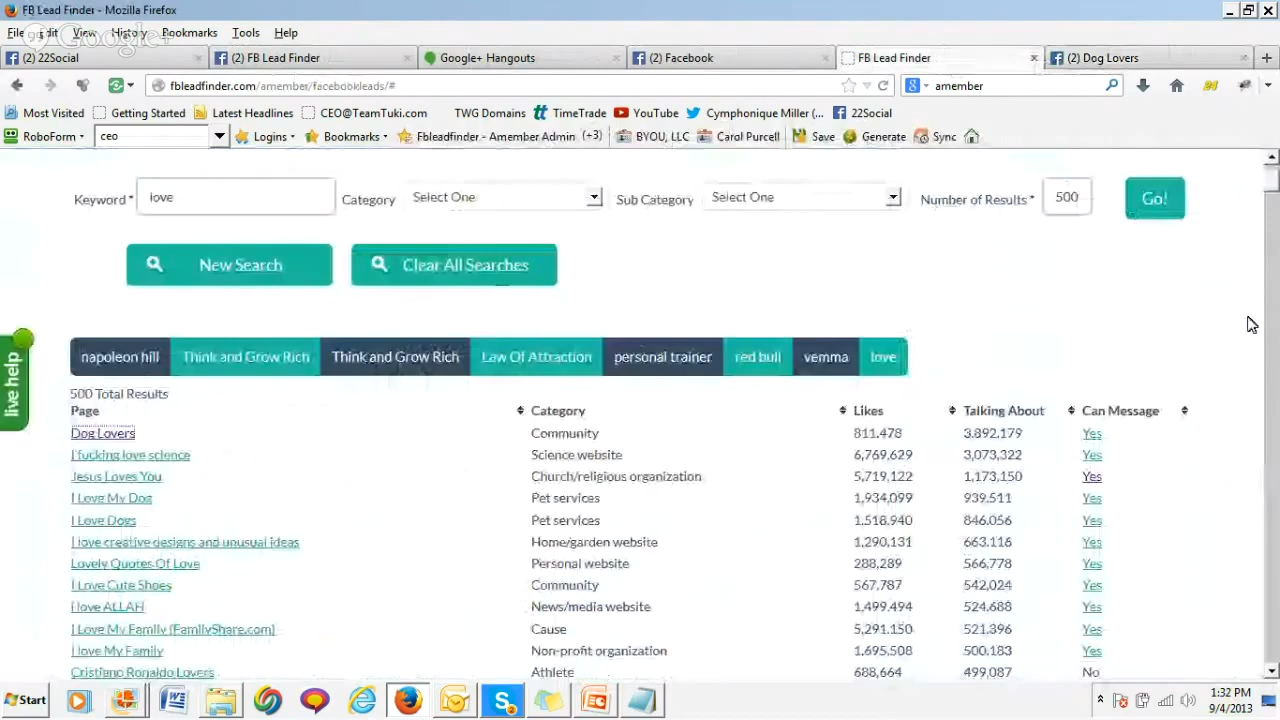 FB Lead Finder - Mozilla Firefox
File Edit View History Bookmarks Tools Help
Google+
(2) 22Social (2) FB Lead Finder Google+ Hangouts (2) Facebook FB Lead Finder (2) Dog Lovers
fbleadfinder.com/amember/facebookleads/# amember
Most Visited Getting Started Latest Headlines CEO@TeamTuki.com TWG Domains TimeTrade YouTube Cymphonique Miller (... 22Social
RoboForm ceo Logins Bookmarks Fbleadfinder - Amember Admin (+3) BYOU, LLC Carol Purcell Save Generate Sync
Keyword * love Category Select One Sub Category Select One Number of Results * 500 Go!
New Search Clear All Searches
live help
napoleon hill Think and Grow Rich Think and Grow Rich Law Of Attraction personal trainer red bull vemma love
500 Total Results
Page Category Likes Talking About Can Message
Dog Lovers Community 811,478 3,892,179 Yes
I fucking love science Science website 6,769,629 3,073,322 Yes
Jesus Loves You Church/religious organization 5,719,122 1,173,150 Yes
I Love My Dog Pet services 1,934,099 939,511 Yes
I Love Dogs Pet services 1,518,940 846,056 Yes
I love creative designs and unusual ideas Home/garden website 1,290,131 663,116 Yes
Lovely Quotes Of Love Personal website 288,289 566,778 Yes
I Love Cute Shoes Community 567,787 542,024 Yes
I love ALLAH News/media website 1,499,494 524,688 Yes
I Love My Family (FamilyShare.com) Cause 5,291,150 521,396 Yes
I love My Family Non-profit organization 1,695,508 500,183 Yes
Cristiano Ronaldo Lovers Athlete 688,664 499,087 No
Start 1:32 PM
9/4/2013